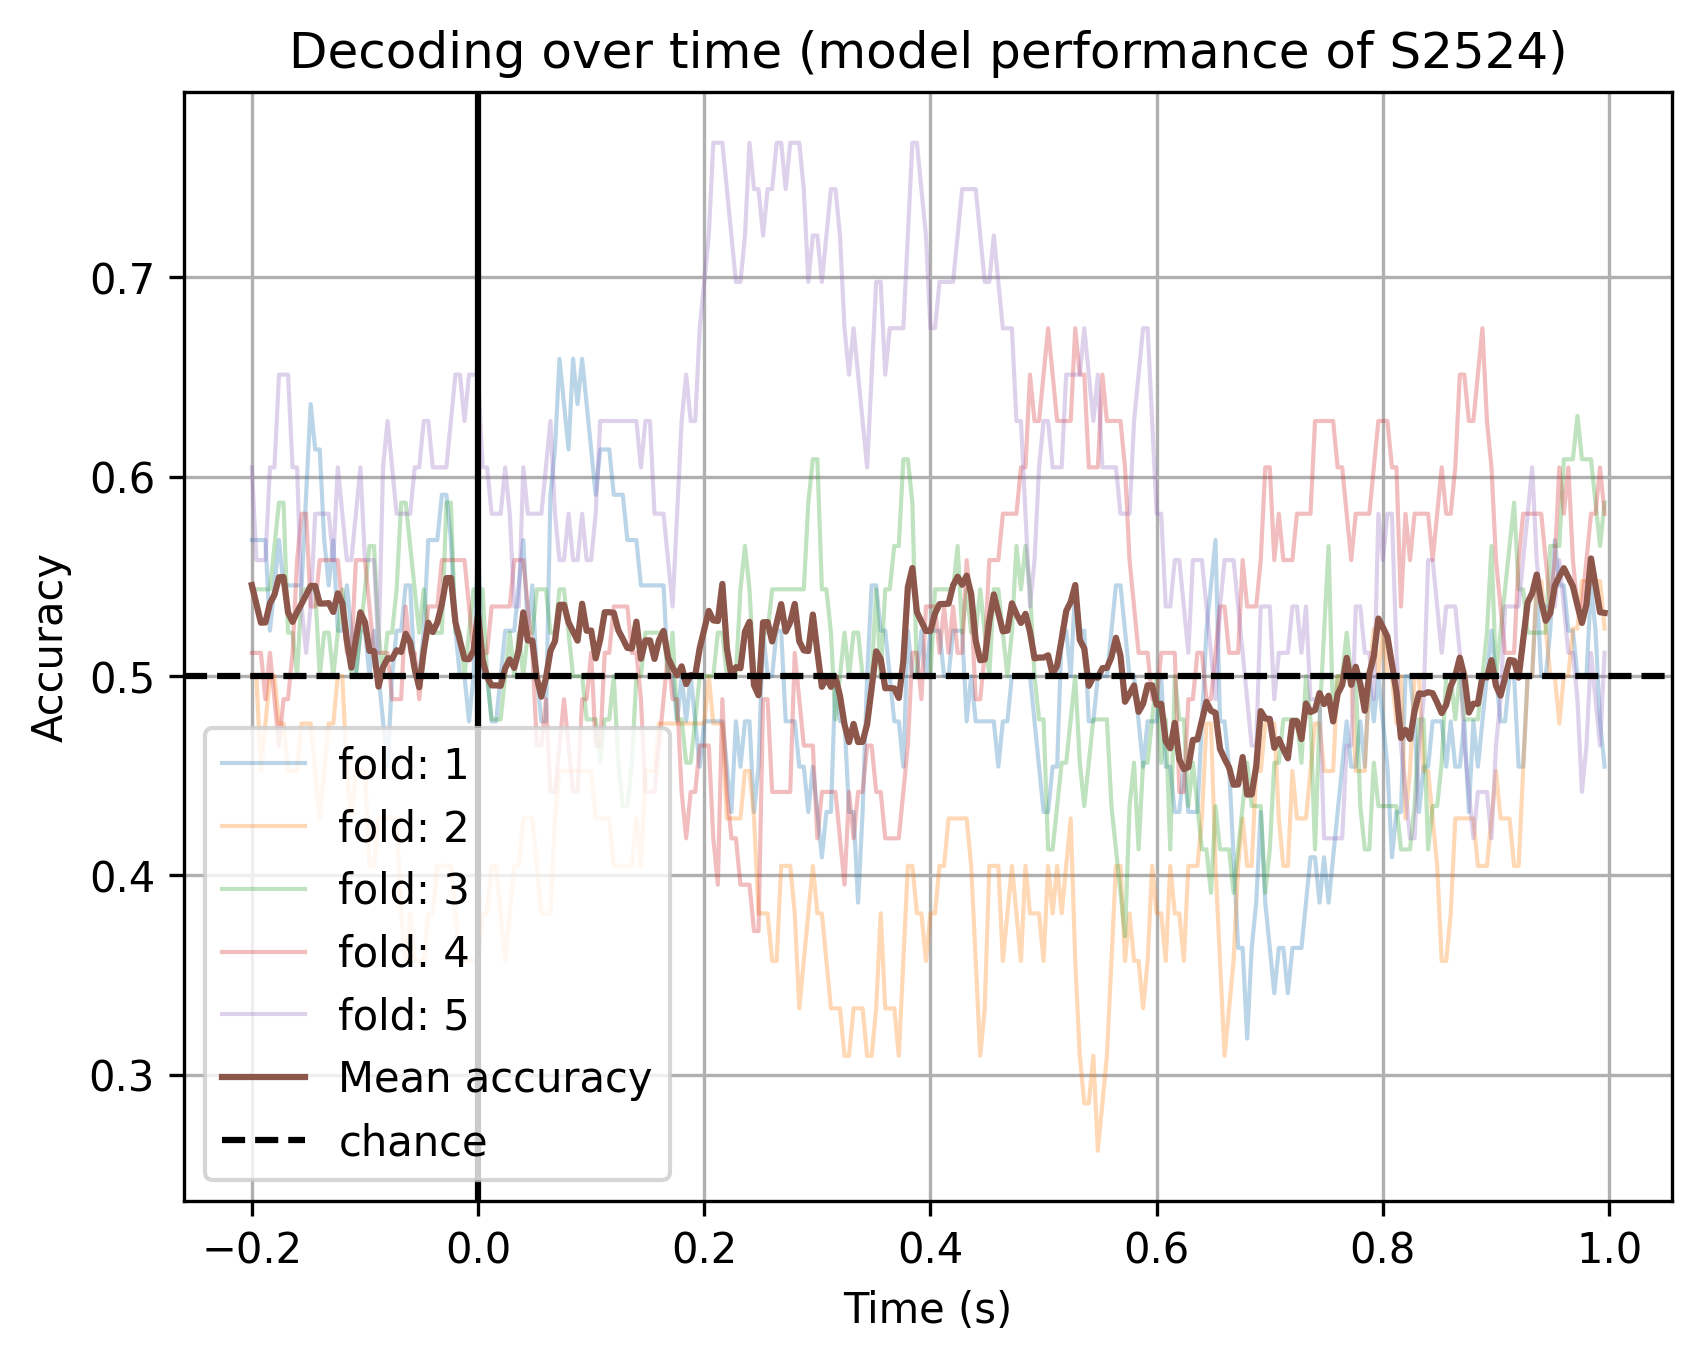 Decoding over time (model performance of S2524)
Accuracy
0.7
0.6
0.5
0.4
0.3
fold: 1
fold: 2
fold: 3
fold: 4
fold: 5
Mean accuracy
chance
−0.2 0.0 0.2 0.4 0.6 0.8 1.0
Time (s)